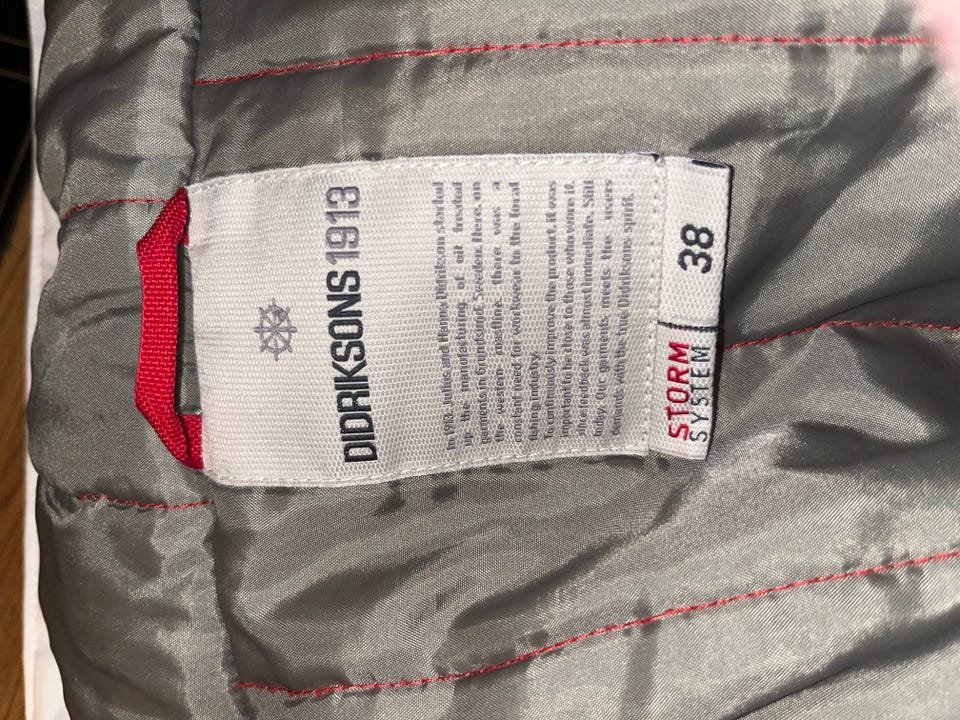 DIDRIKSONS 1913
In 1913, Julius and Hanna Didrikson started
up the manufacturing of oil treated
garments in Grundsund, Sweden. Here, on
the western coastline, there was a
constant need for workwear to the local
fishing industry.
To continously improve the product, it was
important to be close to those who wore it.
The feedback was almost immediate. Still
today. Our garments meets the users
demands with the true Didriksons spirit.
STORM
SYSTEM
38